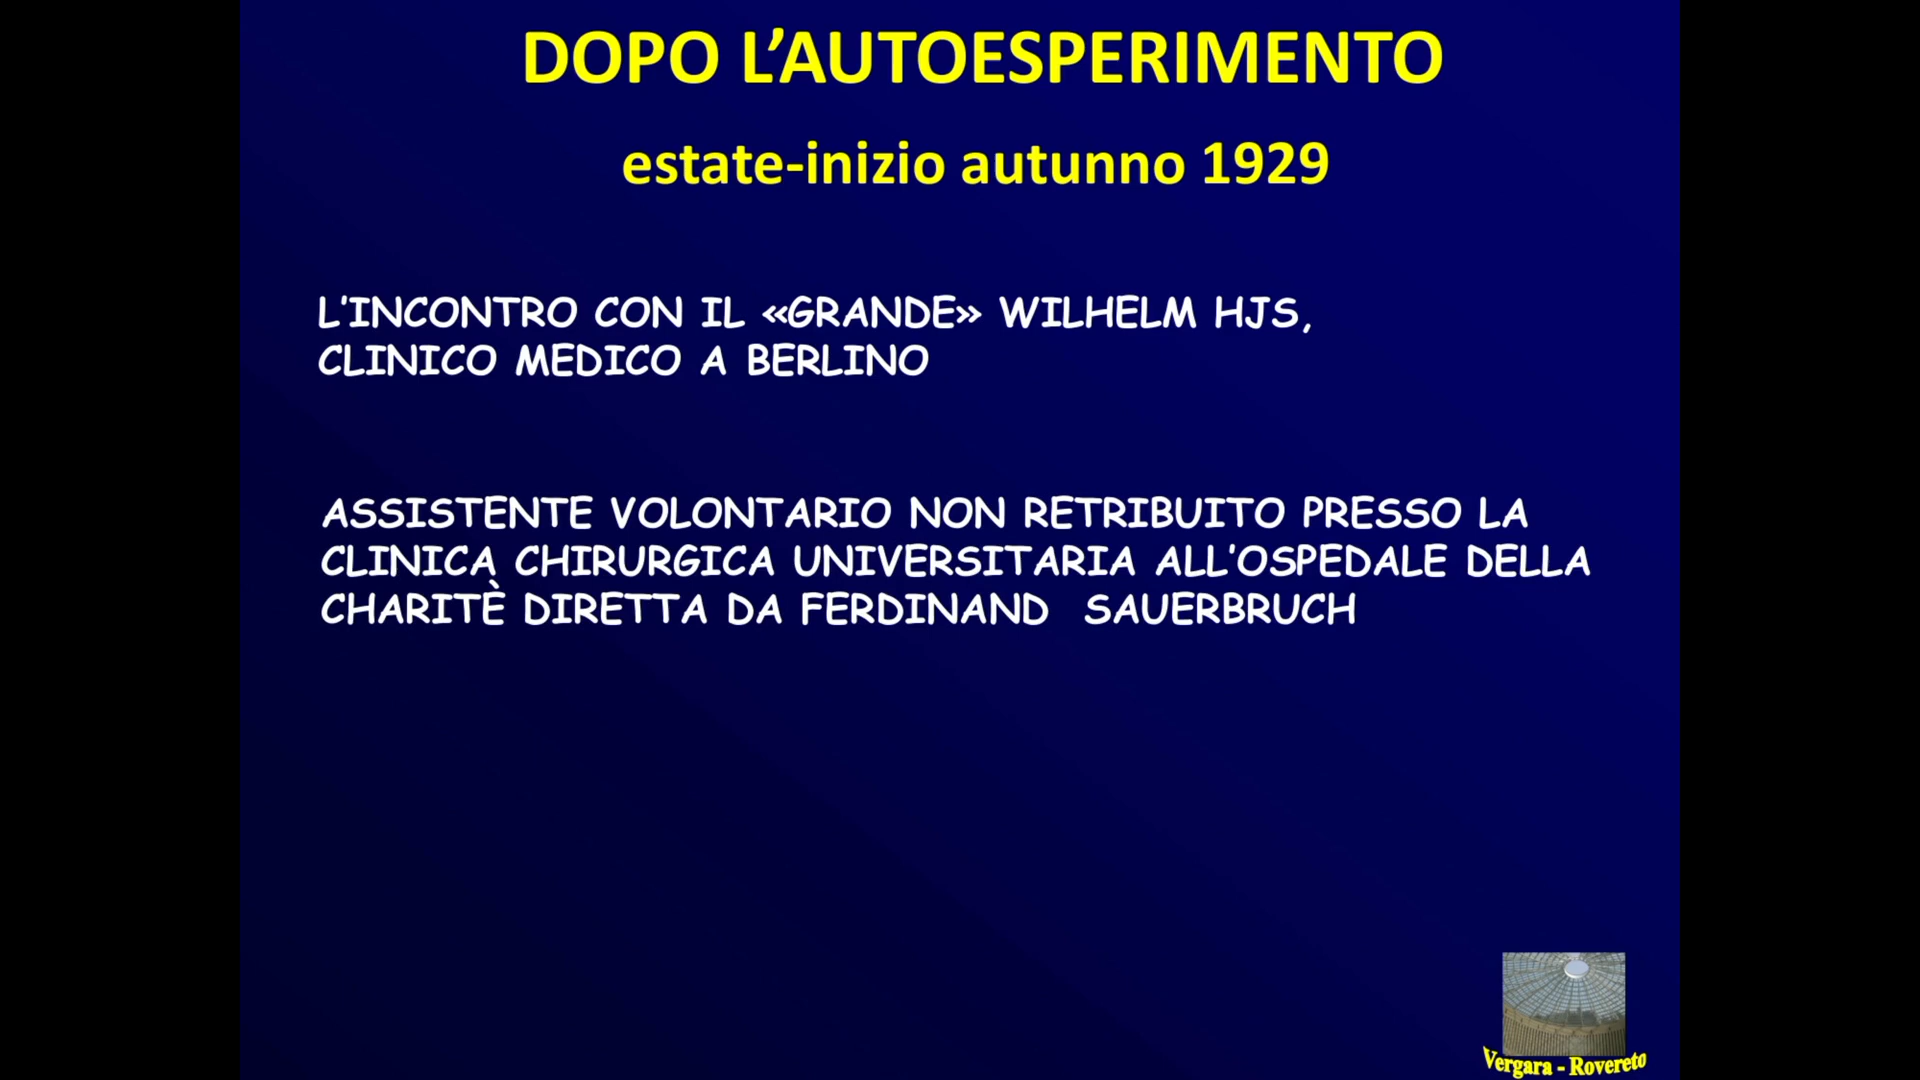 DOPO L’AUTOESPERIMENTO
estate-inizio autunno 1929
L'INCONTRO CON IL «GRANDE» WILHELM HJS,
CLINICO MEDICO A BERLINO
ASSISTENTE VOLONTARIO NON RETRIBUITO PRESSO LA
CLINICA CHIRURGICA UNIVERSITARIA ALL'OSPEDALE DELLA
CHARITÈ DIRETTA DA FERDINAND SAUERBRUCH
Vergara - Rovereto